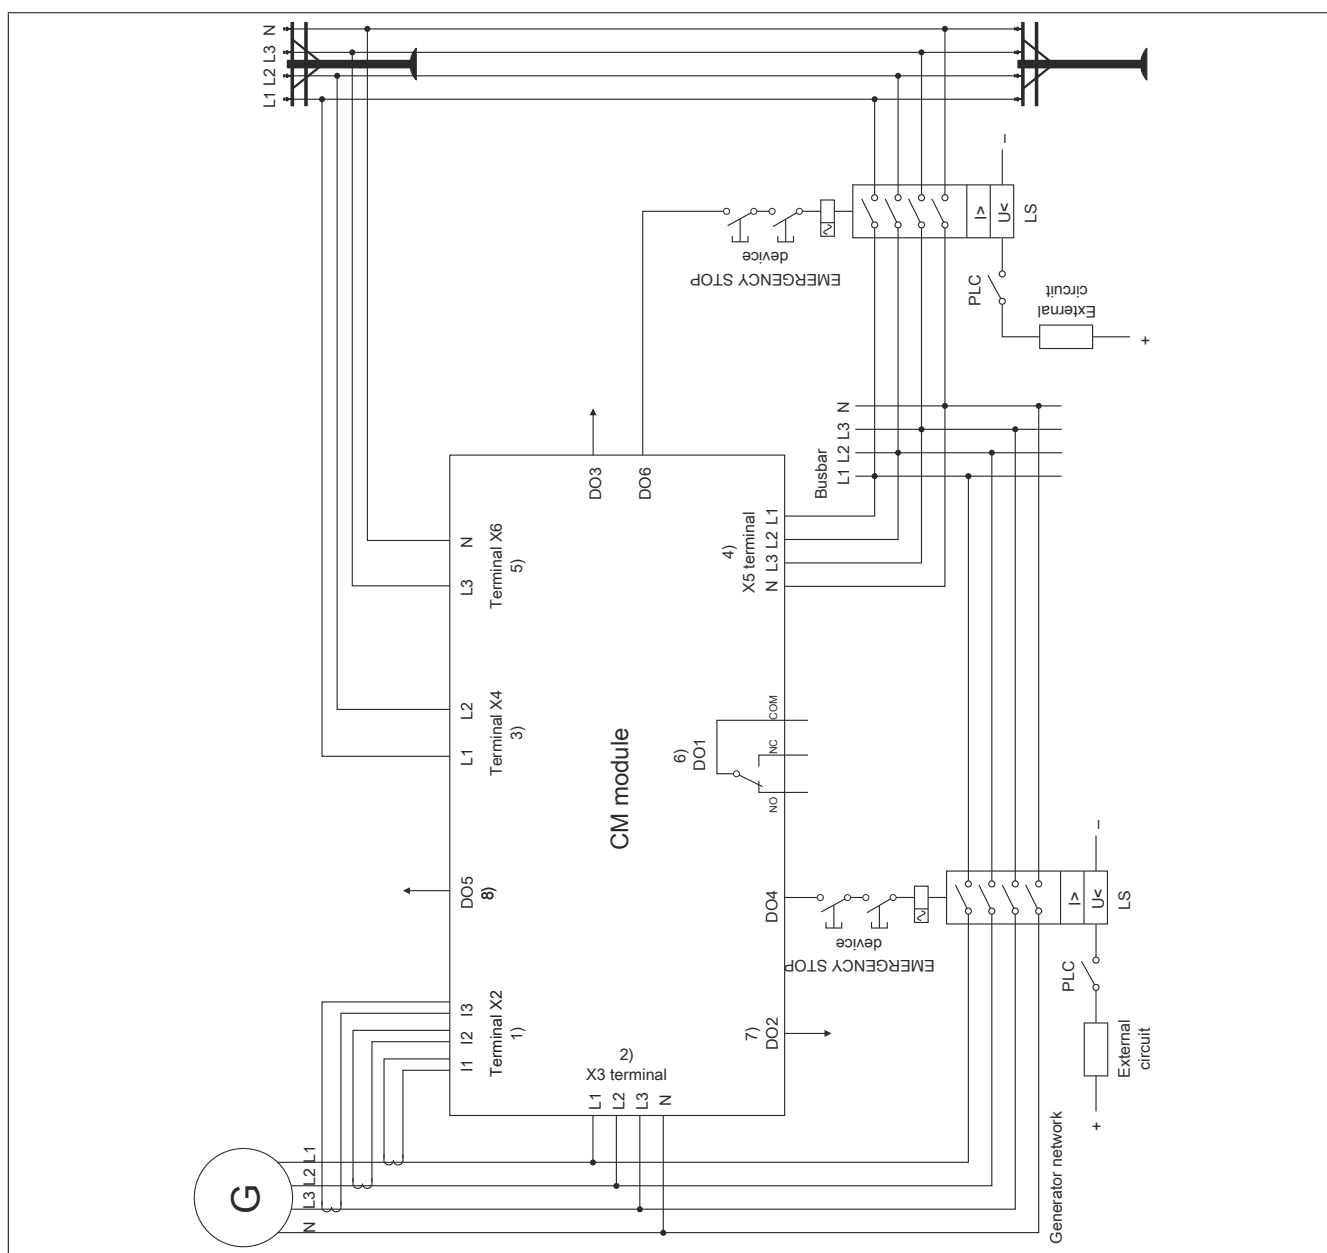 N
L3
L2
L1
I>
U<
–
LS
EMERGENCY STOP
device
PLC
External
circuit
+
Busbar
N
L3
L2
L1
DO3
DO6
N
L3
Terminal X6
5)
4)
X5 terminal
L1
L2
L3
N
L2
L1
Terminal X4
3)
CM module
6)
DO1
COM
NC
NO
DO5
8)
DO4
EMERGENCY STOP
device
I>
U<
–
LS
PLC
External
circuit
+
I3
I2
I1
Terminal X2
1)
7)
DO2
2)
X3 terminal
L1
L2
L3
N
G
L1
L2
L3
N
Generator network